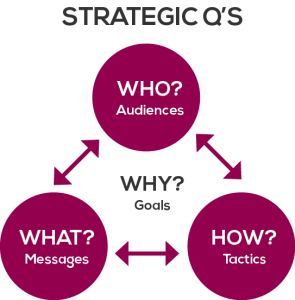 STRATEGIC Q'S
WHO?
Audiences
WHY?
Goals
WHAT?
Messages
HOW?
Tactics